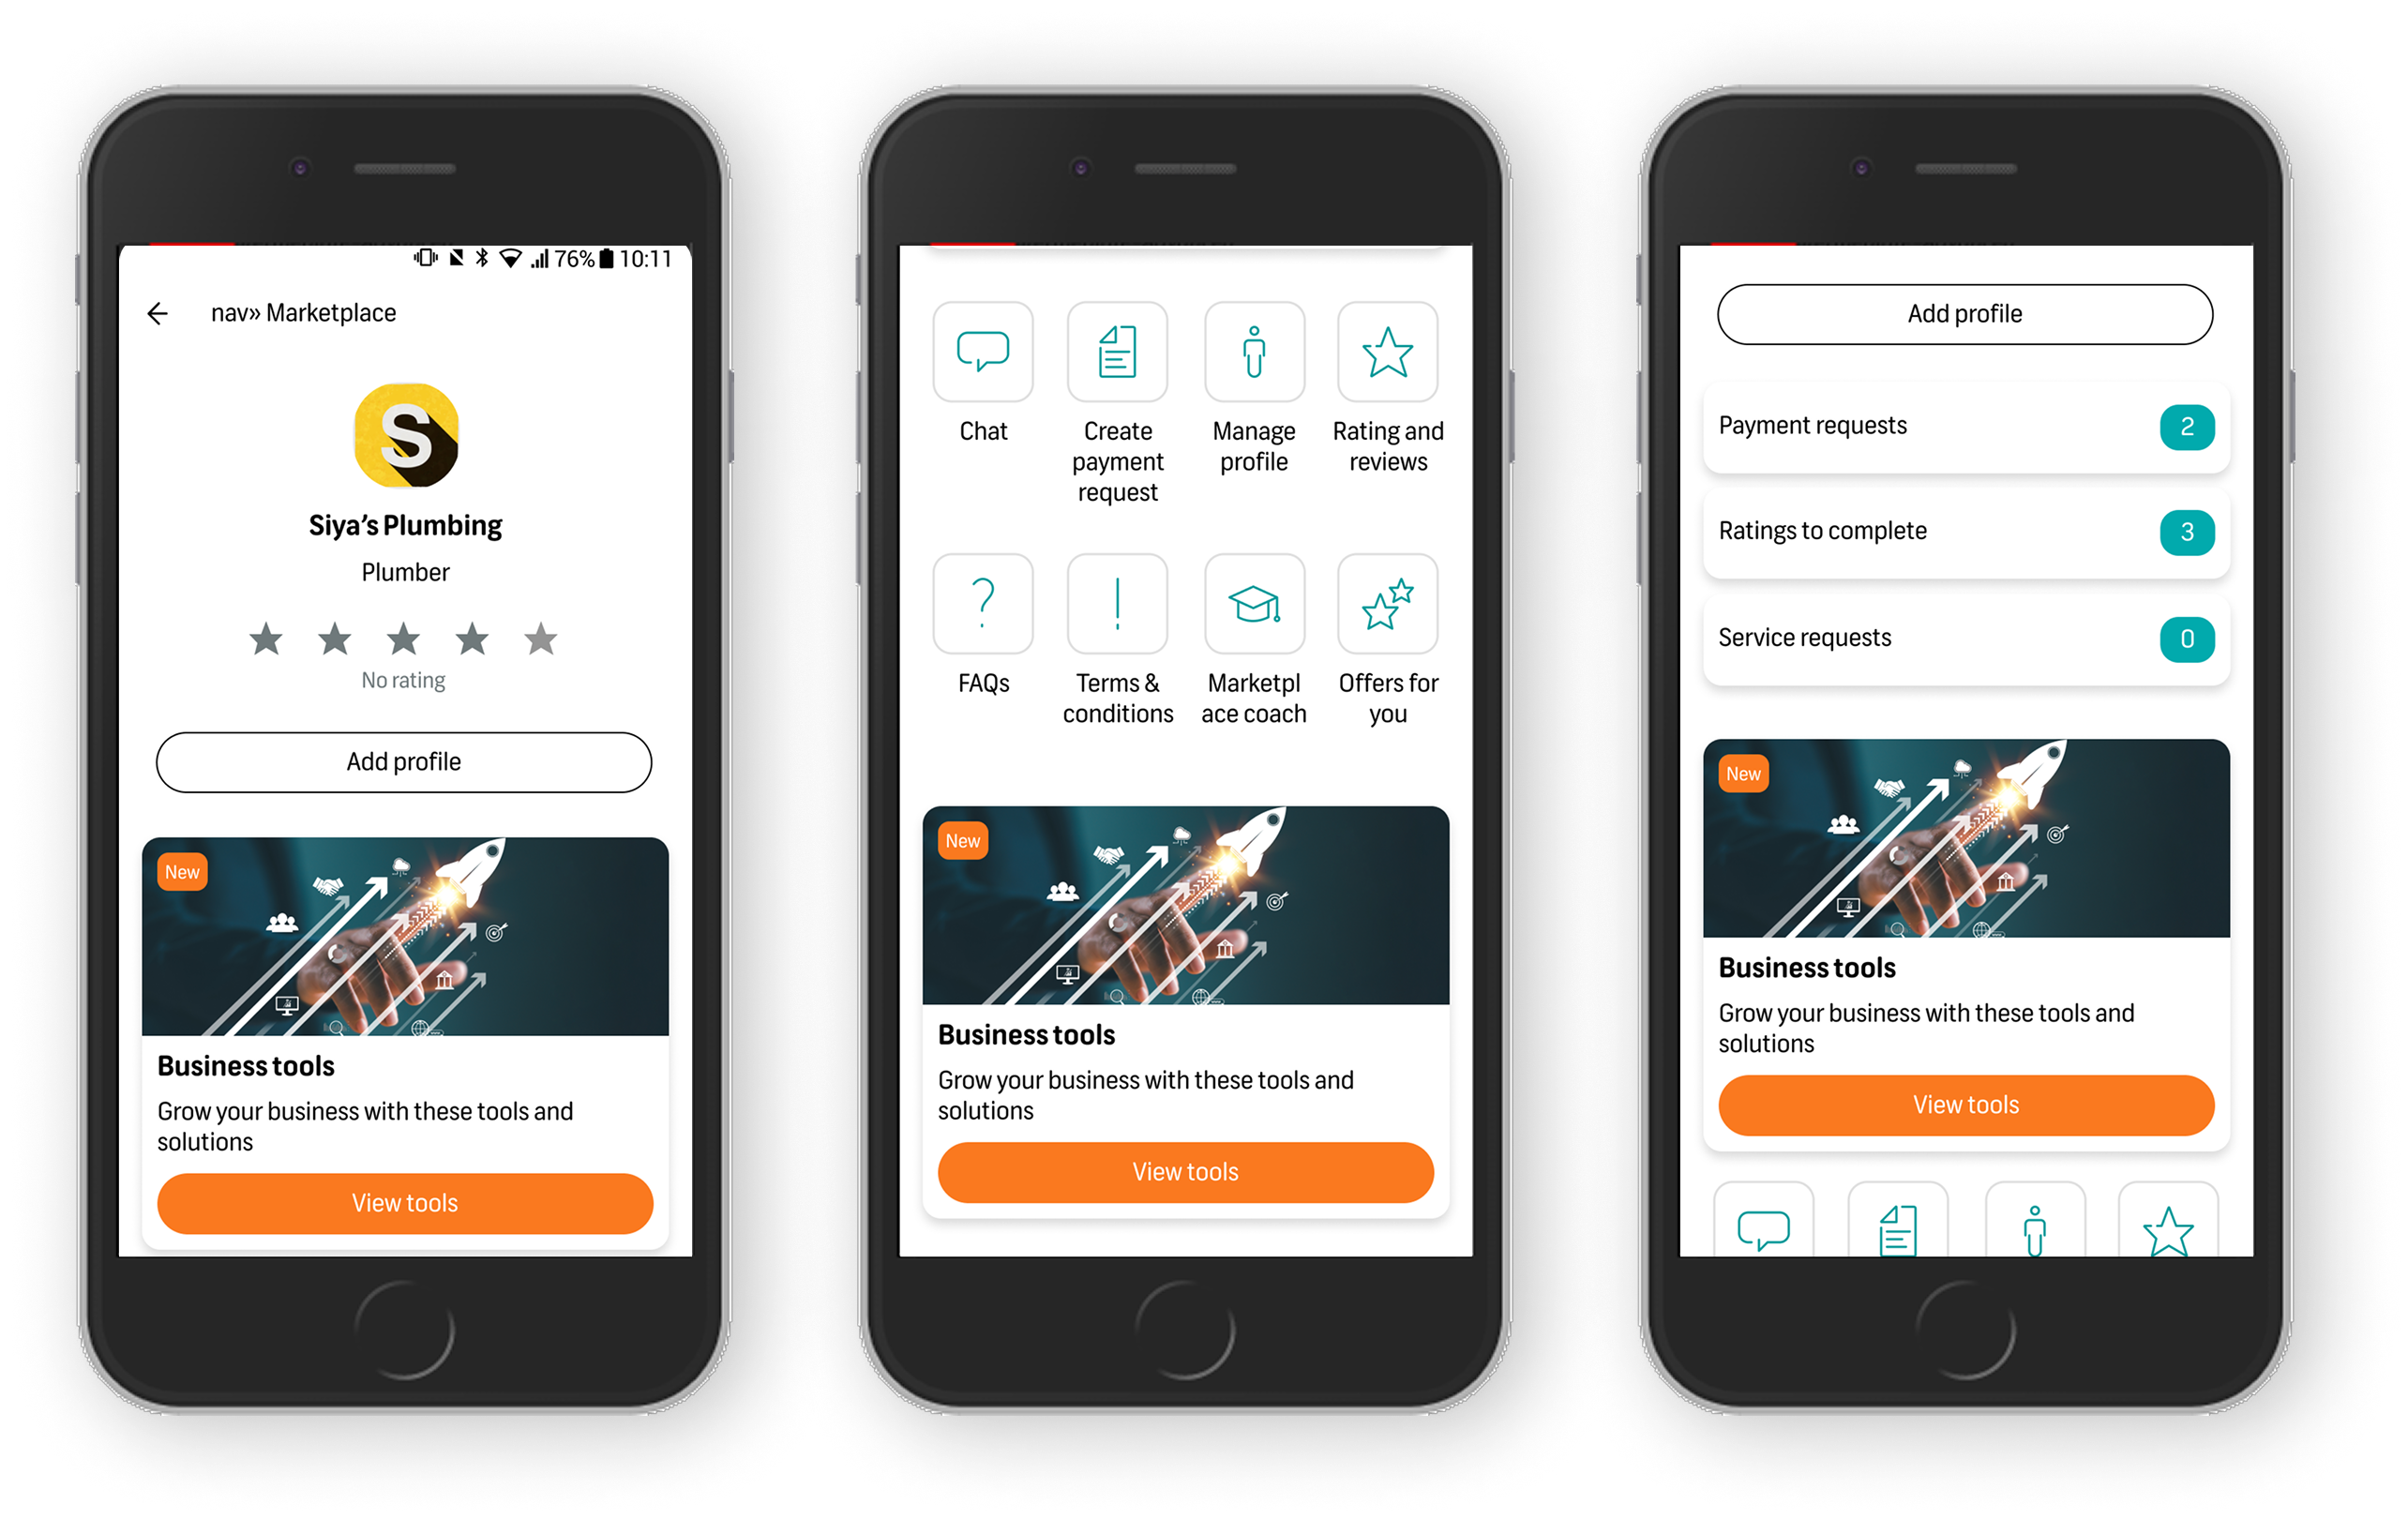 76% 10:11
nav» Marketplace
S
Siya's Plumbing
Plumber
No rating
Add profile
New
Business tools
Grow your business with these tools and
solutions
View tools
Chat
Create
payment
request
Manage
profile
Rating and
reviews
FAQs
Terms &
conditions
Marketpl
ace coach
Offers for
you
New
Business tools
Grow your business with these tools and
solutions
View tools
Add profile
Payment requests 2
Ratings to complete 3
Service requests 0
New
Business tools
Grow your business with these tools and
solutions
View tools